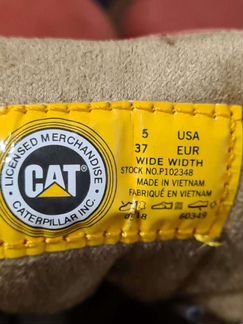 LICENSED MERCHANDISE
CAT
CATERPILLAR INC.
5 USA
37 EUR
WIDE WIDTH
STOCK NO.P102348
MADE IN VIETNAM
FABRIQUÉ EN VIETNAM
60349